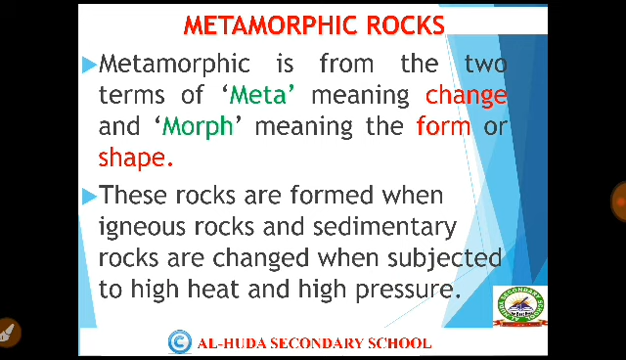 METAMORPHIC ROCKS
Metamorphic is from the two
terms of ‘Meta’ meaning change
and ‘Morph’ meaning the form or
shape.
These rocks are formed when
igneous rocks and sedimentary
rocks are changed when subjected
to high heat and high pressure.
© AL-HUDA SECONDARY SCHOOL